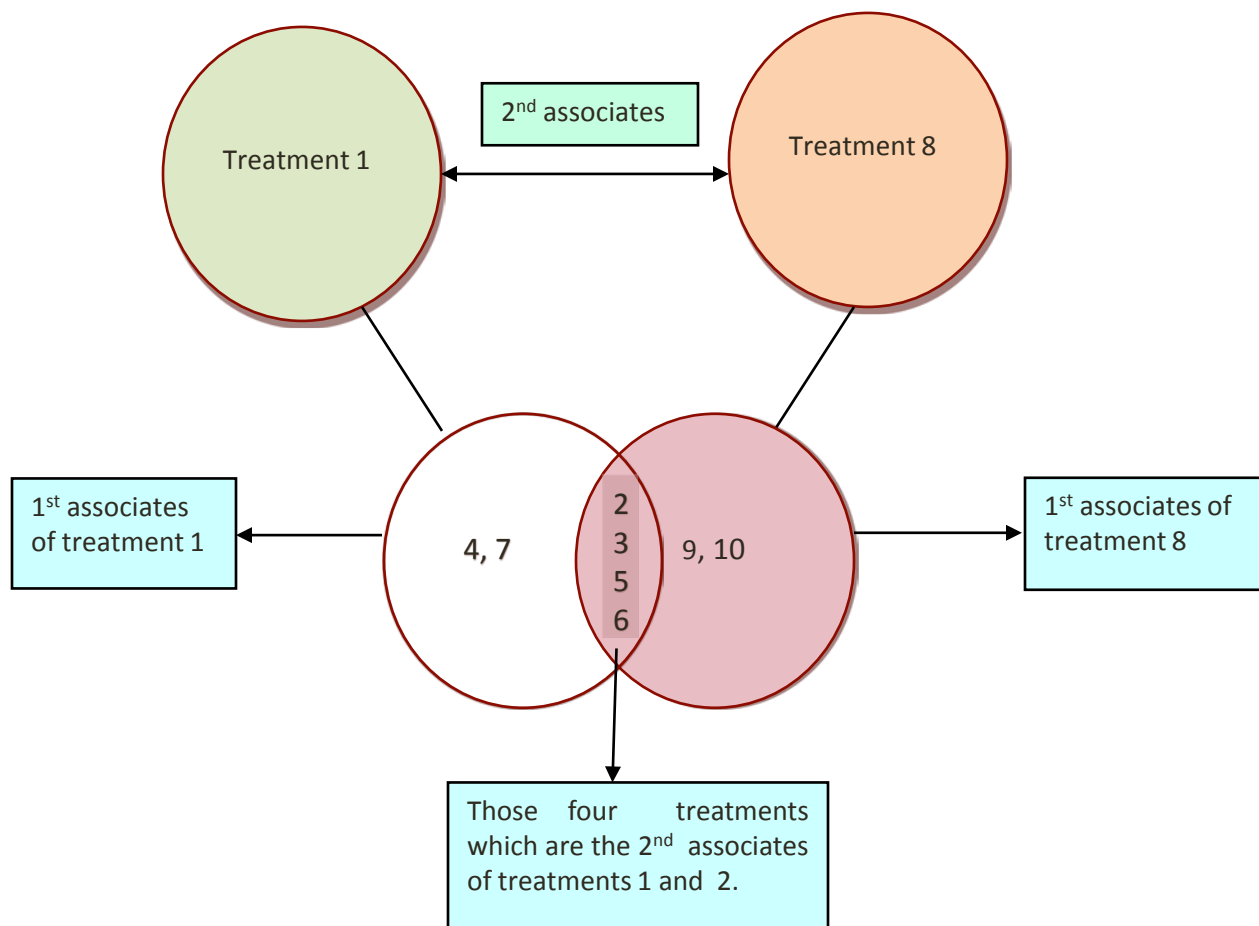 2nd associates
Treatment 1
Treatment 8
1st associates
of treatment 1
4, 7
2
3
5
6
9, 10
1st associates of
treatment 8
Those four treatments
which are the 2nd associates
of treatments 1 and 2.